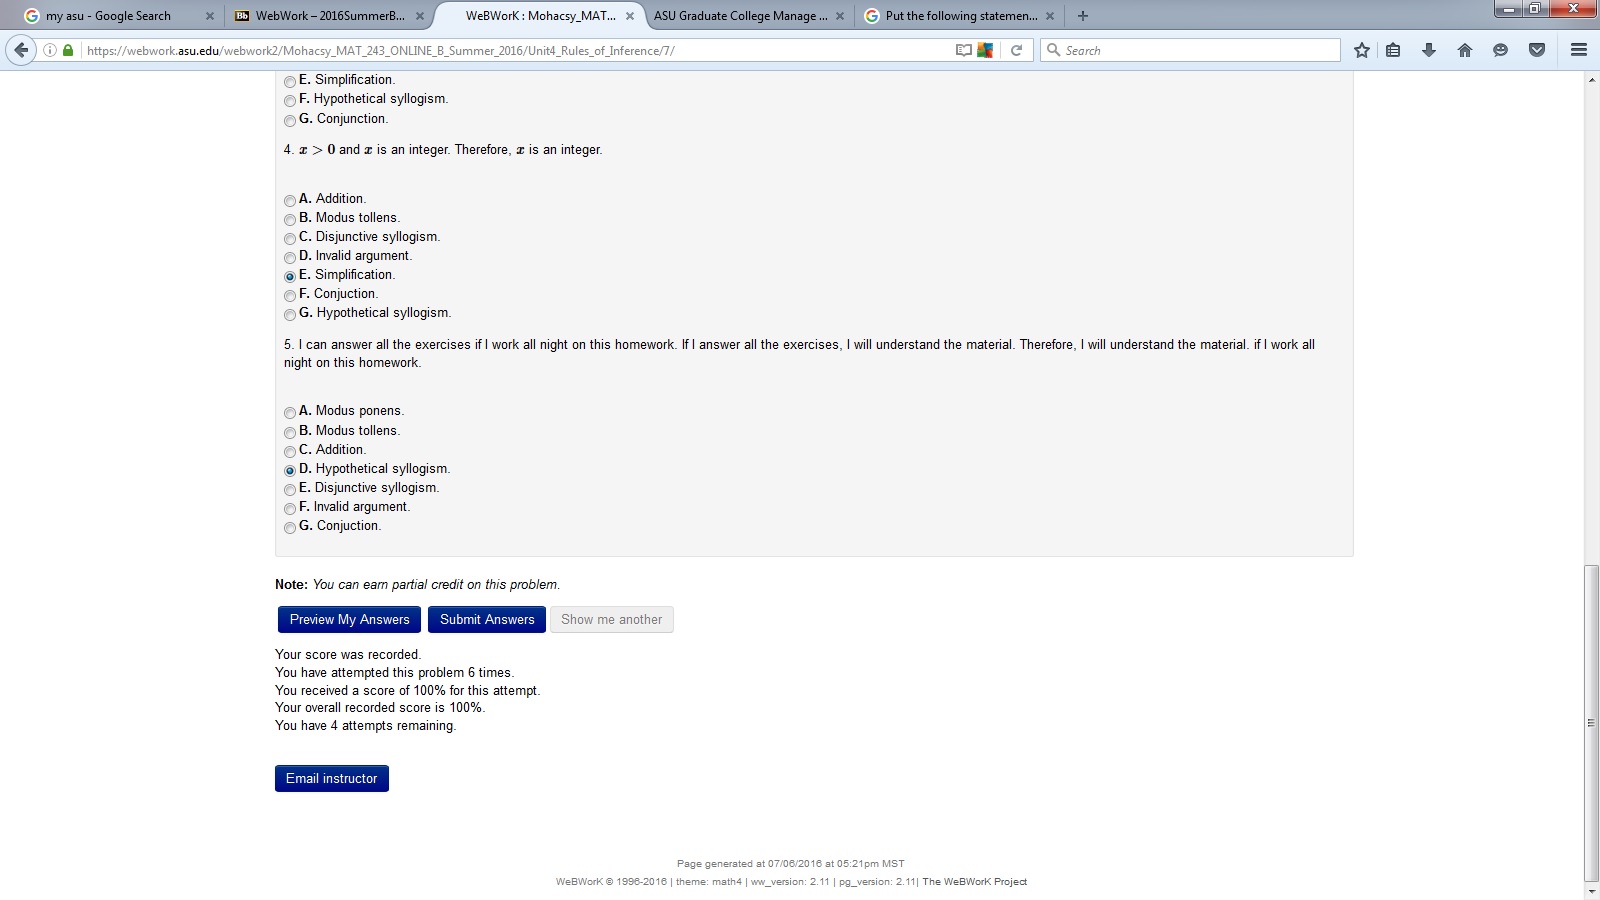 my asu - Google Search
WebWork – 2016SummerB...
WeBWorK : Mohacsy_MAT...
ASU Graduate College Manage ...
Put the following statemen...
https://webwork.asu.edu/webwork2/Mohacsy_MAT_243_ONLINE_B_Summer_2016/Unit4_Rules_of_Inference/7/
Search
E. Simplification.
F. Hypothetical syllogism.
G. Conjunction.
4. x > 0 and x is an integer. Therefore, x is an integer.
A. Addition.
B. Modus tollens.
C. Disjunctive syllogism.
D. Invalid argument.
E. Simplification.
F. Conjuction.
G. Hypothetical syllogism.
5. I can answer all the exercises if I work all night on this homework. If I answer all the exercises, I will understand the material. Therefore, I will understand the material. if I work all
night on this homework.
A. Modus ponens.
B. Modus tollens.
C. Addition.
D. Hypothetical syllogism.
E. Disjunctive syllogism.
F. Invalid argument.
G. Conjuction.
Note: You can earn partial credit on this problem.
Preview My Answers
Submit Answers
Show me another
Your score was recorded.
You have attempted this problem 6 times.
You received a score of 100% for this attempt.
Your overall recorded score is 100%.
You have 4 attempts remaining.
Email instructor
Page generated at 07/06/2016 at 05:21pm MST
WeBWorK © 1996-2016 | theme: math4 | ww_version: 2.11 | pg_version: 2.11| The WeBWorK Project